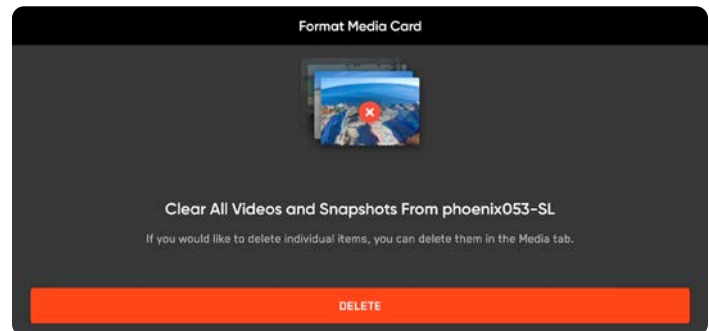 Format Media Card
Clear All Videos and Snapshots From phoenix053-SL
If you would like to delete individual items, you can delete them in the Media tab.
DELETE